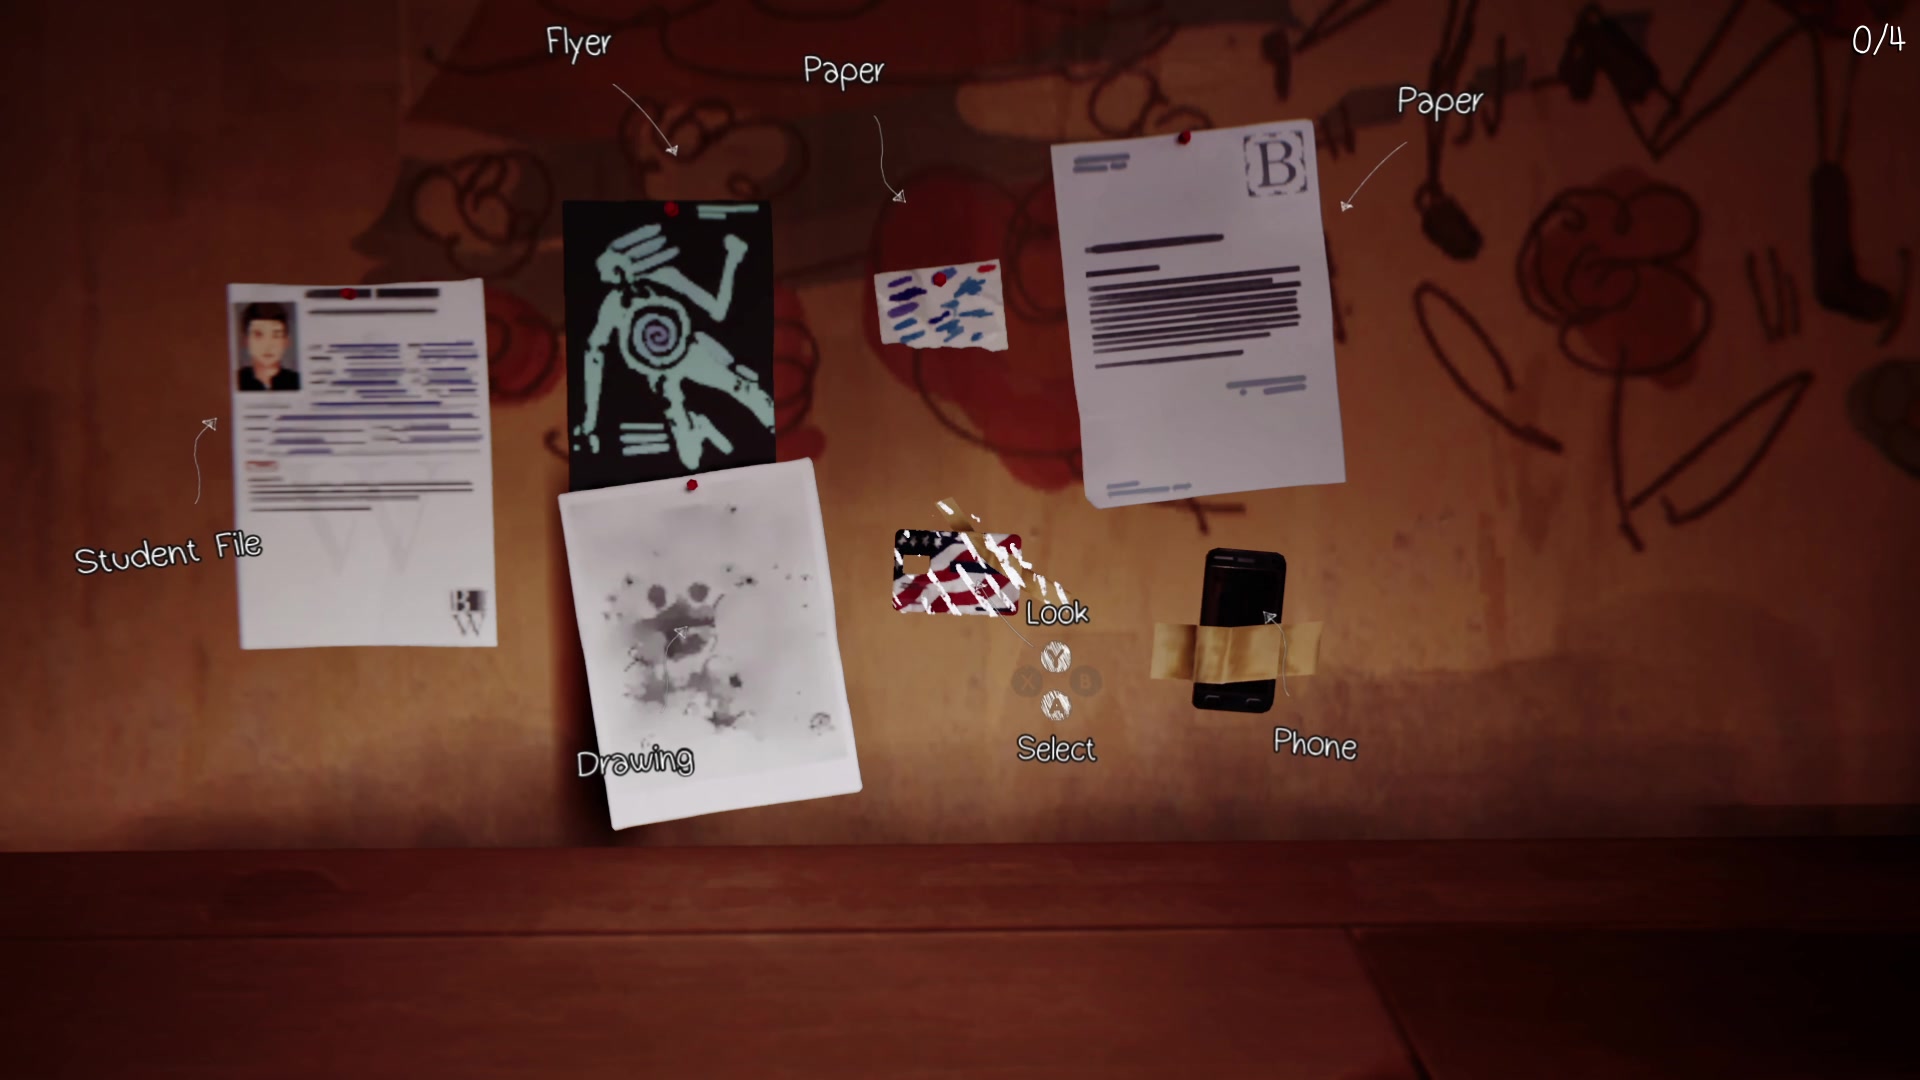 Flyer
0/4
Paper
Paper
B
Student File
B
W
W
Look
Y
X B
A
Select
Drawing
Phone